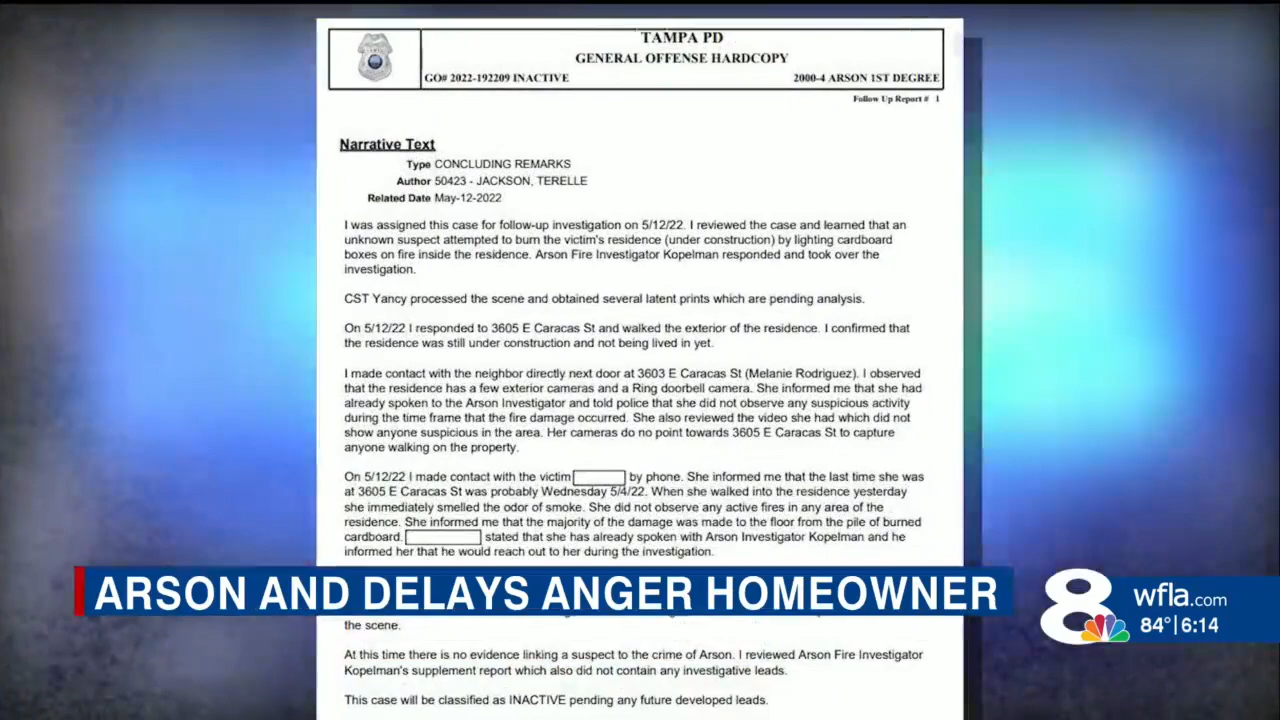 TAMPA PD
GENERAL OFFENSE HARDCOPY
GO# 2022-192209 INACTIVE 2000-4 ARSON 1ST DEGREE
Follow Up Report # 1
Narrative Text
Type CONCLUDING REMARKS
Author 50423 - JACKSON, TERELLE
Related Date May-12-2022
I was assigned this case for follow-up investigation on 5/12/22. I reviewed the case and learned that an
unknown suspect attempted to burn the victim's residence (under construction) by lighting cardboard
boxes on fire inside the residence. Arson Fire Investigator Kopelman responded and took over the
investigation.
CST Yancy processed the scene and obtained several latent prints which are pending analysis.
On 5/12/22 I responded to 3605 E Caracas St and walked the exterior of the residence. I confirmed that
the residence was still under construction and not being lived in yet.
I made contact with the neighbor directly next door at 3603 E Caracas St (Melanie Rodriguez). I observed
that the residence has a few exterior cameras and a Ring doorbell camera. She informed me that she had
already spoken to the Arson Investigator and told police that she did not observe any suspicious activity
during the time frame that the fire damage occurred. She also reviewed the video she had which did not
show anyone suspicious in the area. Her cameras do no point towards 3605 E Caracas St to capture
anyone walking on the property.
On 5/12/22 I made contact with the victim by phone. She informed me that the last time she was
at 3605 E Caracas St was probably Wednesday 5/4/22. When she walked into the residence yesterday
she immediately smelled the odor of smoke. She did not observe any active fires in any area of the
residence. She informed me that the majority of the damage was made to the floor from the pile of burned
cardboard. stated that she has already spoken with Arson Investigator Kopelman and he
informed her that he would reach out to her during the investigation.
ARSON AND DELAYS ANGER HOMEOWNER
8 wfla.com
84° | 6:14
the scene.
At this time there is no evidence linking a suspect to the crime of Arson. I reviewed Arson Fire Investigator
Kopelman's supplement report which also did not contain any investigative leads.
This case will be classified as INACTIVE pending any future developed leads.